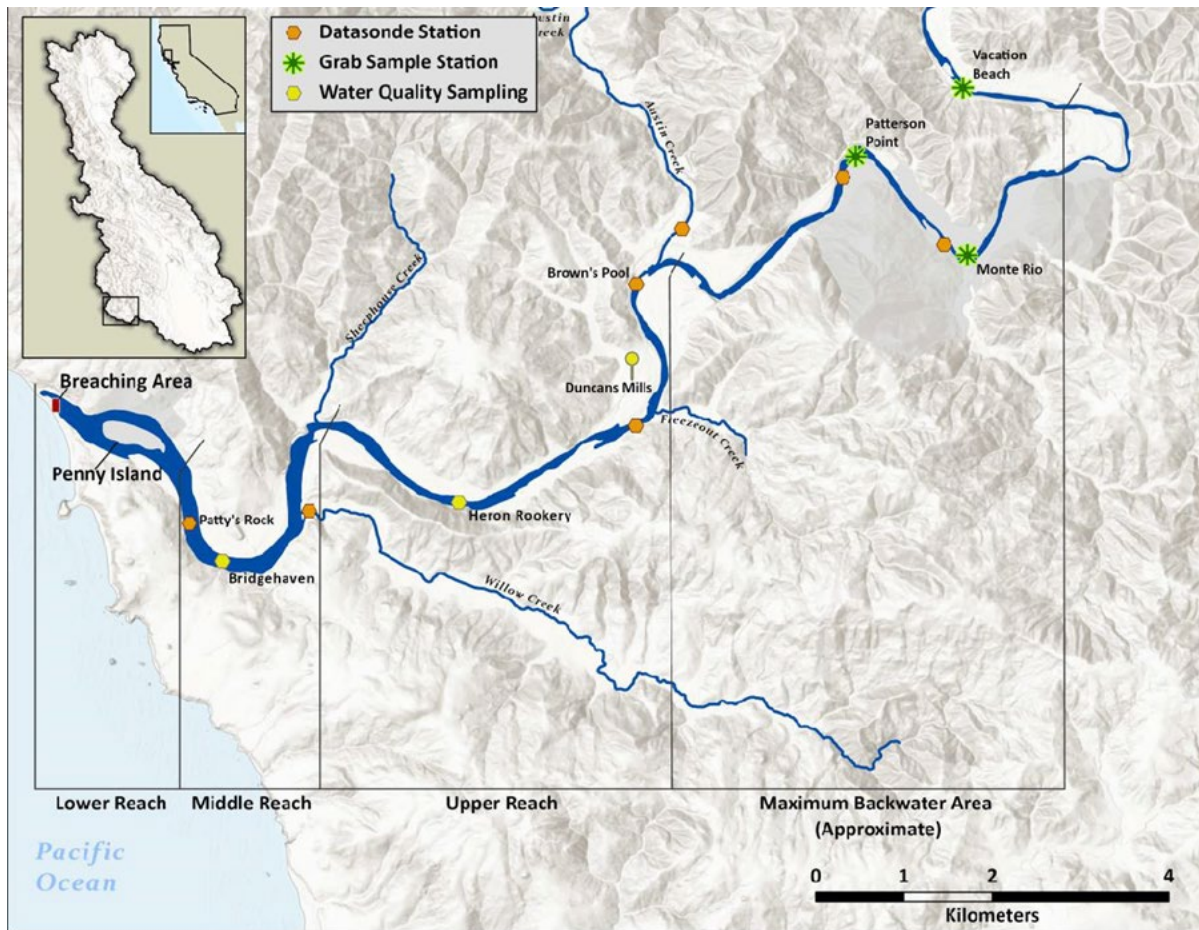 Datasonde Station
Grab Sample Station
Water Quality Sampling
Austin
Creek
Vacation
Beach
Austin Creek
Patterson
Point
Sheephouse Creek
Brown's Pool
Monte Rio
Duncans Mills
Breaching Area
Freezeout Creek
Penny Island
Patty's Rock
Heron Rookery
Bridgehaven
Willow Creek
Lower Reach
Middle Reach
Upper Reach
Maximum Backwater Area
(Approximate)
Pacific
Ocean
0 1 2 4
Kilometers